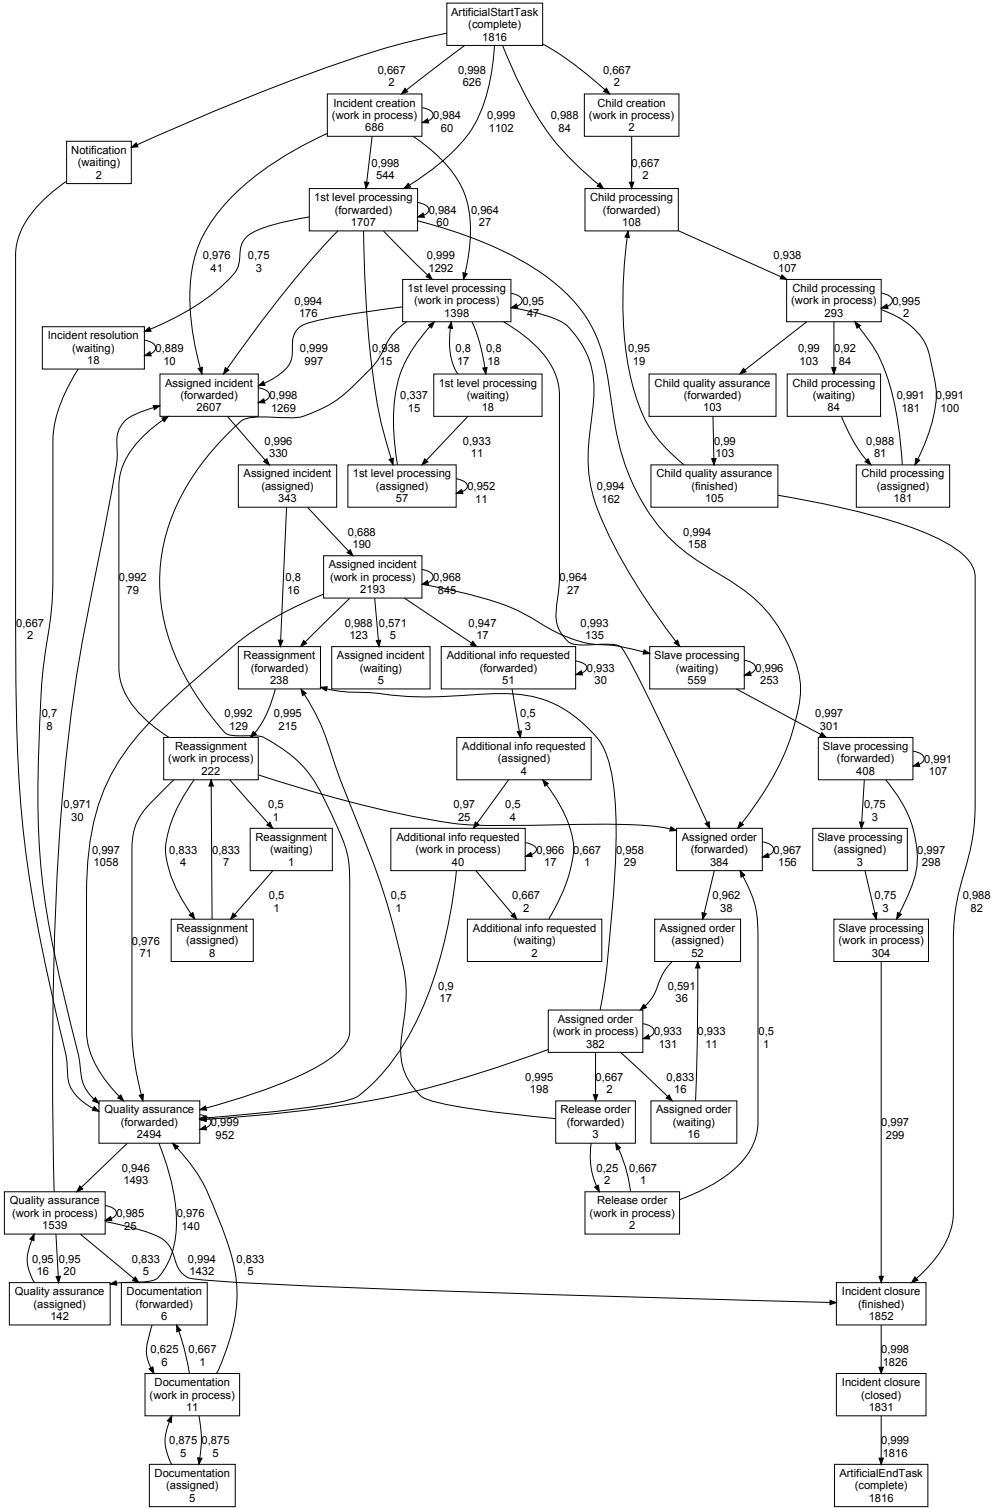 ArtificialStartTask
(complete)
1816
0,667
2
0,998
626
0,999
1102
0,988
84
0,667
2
Incident creation
(work in process)
686
0,984
60
Child creation
(work in process)
2
Notification
(waiting)
2
0,998
544
0,667
2
1st level processing
(forwarded)
1707
0,984
60
0,964
27
Child processing
(forwarded)
108
0,976
41
0,75
3
0,994
176
0,999
1292
0,938
107
1st level processing
(work in process)
1398
0,95
47
Child processing
(work in process)
293
0,995
2
Incident resolution
(waiting)
18
0,889
10
0,999
997
0,938
15
0,8
17
0,8
18
0,95
19
0,99
103
0,92
84
Assigned incident
(forwarded)
2607
0,998
1269
0,337
15
1st level processing
(waiting)
18
Child quality assurance
(forwarded)
103
Child processing
(waiting)
84
0,991
181
0,991
100
0,996
330
0,933
11
0,99
103
0,988
81
Assigned incident
(assigned)
343
1st level processing
(assigned)
57
0,952
11
Child quality assurance
(finished)
105
Child processing
(assigned)
181
0,994
162
0,994
158
0,688
190
0,992
79
0,8
16
Assigned incident
(work in process)
2193
0,968
845
0,964
27
0,667
2
0,988
123
0,571
5
0,947
17
0,993
135
Reassignment
(forwarded)
238
Assigned incident
(waiting)
5
Additional info requested
(forwarded)
51
0,933
30
Slave processing
(waiting)
559
0,996
253
0,7
8
0,992
129
0,995
215
0,5
3
0,997
301
Reassignment
(work in process)
222
Additional info requested
(assigned)
4
Slave processing
(forwarded)
408
0,991
107
0,971
30
0,5
1
0,97
25
0,5
4
0,75
3
0,997
1058
0,833
4
0,833
7
Reassignment
(waiting)
1
Additional info requested
(work in process)
40
0,966
17
0,667
1
0,958
29
Assigned order
(forwarded)
384
0,967
156
Slave processing
(assigned)
3
0,997
298
0,5
1
0,5
1
0,667
2
0,962
38
0,75
3
0,988
82
0,976
71
Reassignment
(assigned)
8
Additional info requested
(waiting)
2
Assigned order
(assigned)
52
Slave processing
(work in process)
304
0,9
17
0,591
36
Assigned order
(work in process)
382
0,933
131
0,933
11
0,5
1
0,995
198
0,667
2
0,833
16
Quality assurance
(forwarded)
2494
0,999
952
Release order
(forwarded)
3
Assigned order
(waiting)
16
0,997
299
0,946
1493
0,25
2
0,667
1
Quality assurance
(work in process)
1539
0,985
25
0,976
140
Release order
(work in process)
2
0,95
16
0,95
20
0,833
5
0,994
1432
0,833
5
Quality assurance
(assigned)
142
Documentation
(forwarded)
6
Incident closure
(finished)
1852
0,625
6
0,667
1
0,998
1826
Documentation
(work in process)
11
Incident closure
(closed)
1831
0,875
5
0,875
5
0,999
1816
Documentation
(assigned)
5
ArtificialEndTask
(complete)
1816